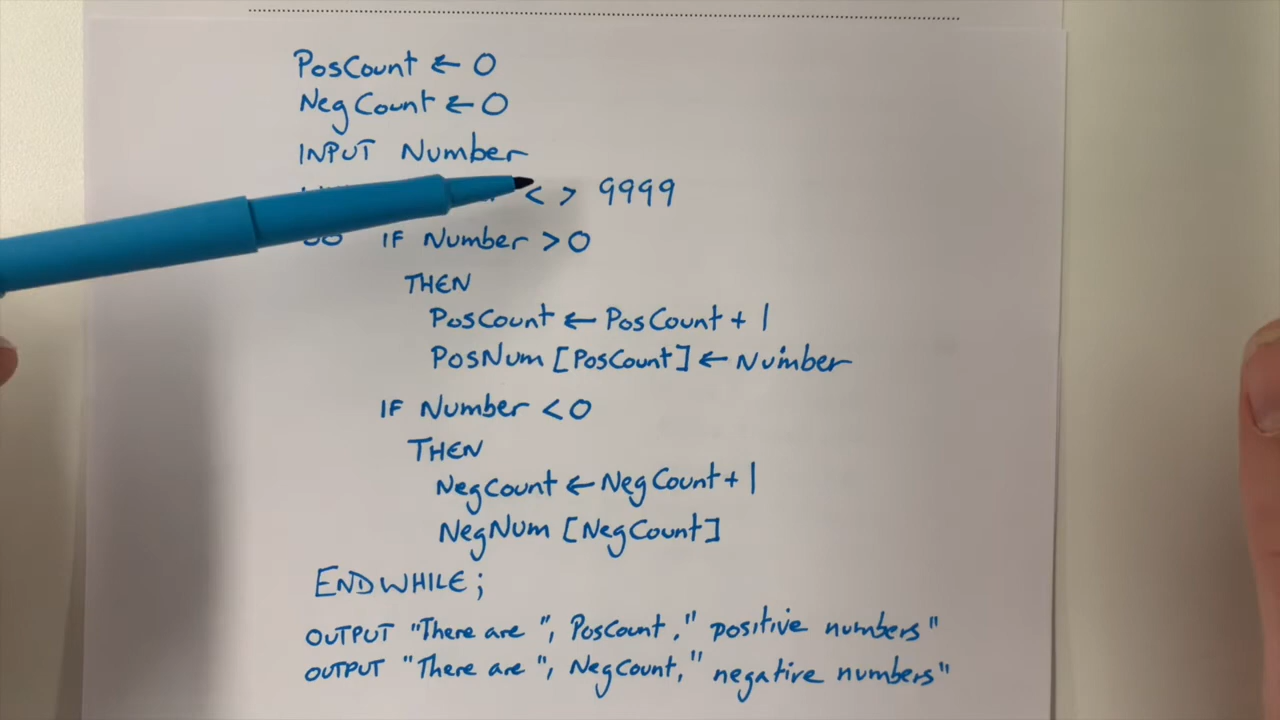 PosCount ← 0
NegCount ← 0
INPUT Number
<> 9999
IF Number >0
THEN
PosCount ← PosCount + 1
PosNum [PosCount] ← Number
IF Number <0
THEN
NegCount ← NegCount + 1
NegNum [NegCount]
ENDWHILE;
OUTPUT "There are ", PosCount, " positive numbers"
OUTPUT "There are ", NegCount, " negative numbers"